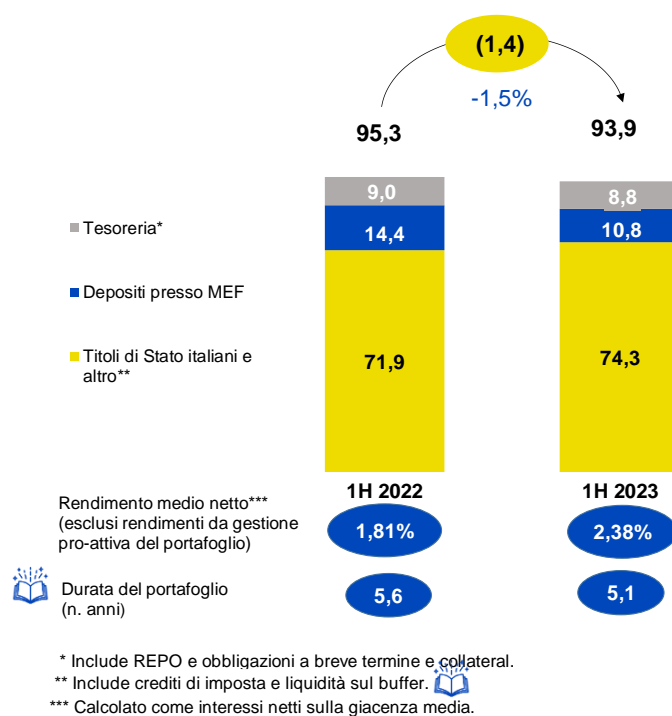 (1,4)
-1,5%
95,3
93,9
9,0
8,8
Tesoreria*
14,4
10,8
Depositi presso MEF
Titoli di Stato italiani e
altro**
71,9
74,3
1H 2022
1H 2023
Rendimento medio netto***
(esclusi rendimenti da gestione
pro-attiva del portafoglio)
1,81%
2,38%
Durata del portafoglio
(n. anni)
5,6
5,1
* Include REPO e obbligazioni a breve termine e collateral.
** Include crediti di imposta e liquidità sul buffer.
*** Calcolato come interessi netti sulla giacenza media.